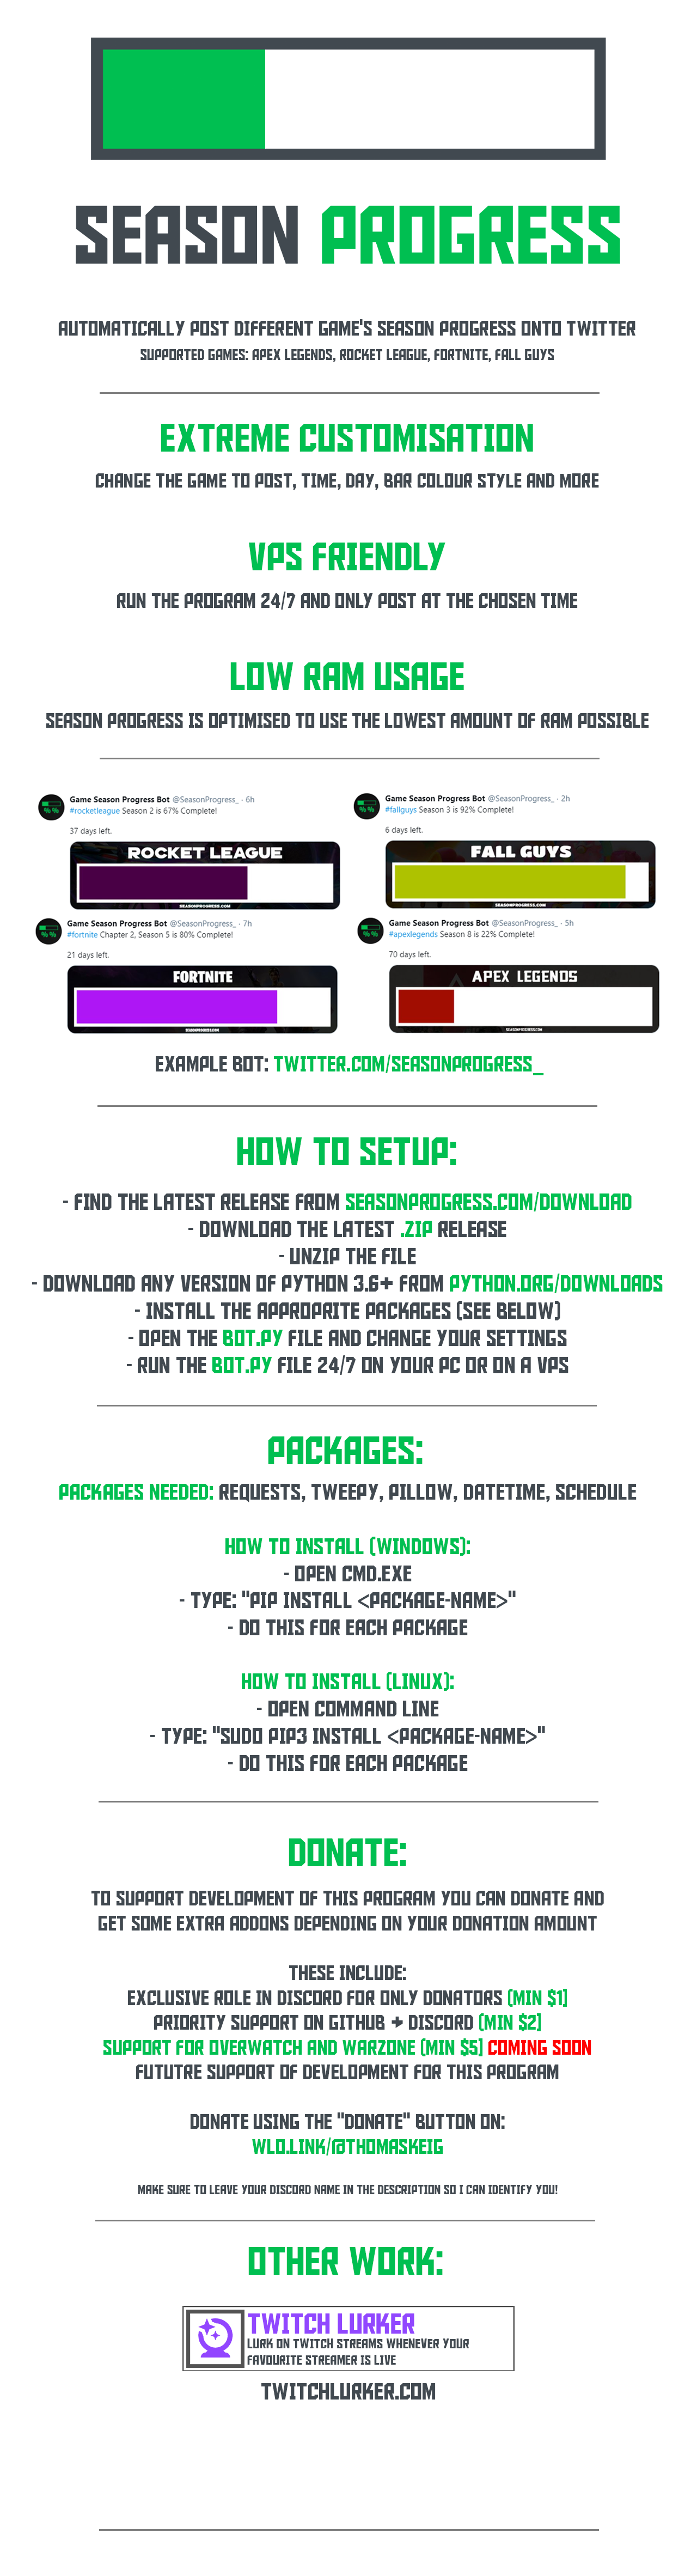 SEASON PROGRESS
AUTOMATICALLY POST DIFFERENT GAME'S SEASON PROGRESS ONTO TWITTER
SUPPORTED GAMES: APEX LEGENDS, ROCKET LEAGUE, FORTNITE, FALL GUYS
EXTREME CUSTOMISATION
CHANGE THE GAME TO POST, TIME, DAY, BAR COLOUR STYLE AND MORE
VPS FRIENDLY
RUN THE PROGRAM 24/7 AND ONLY POST AT THE CHOSEN TIME
LOW RAM USAGE
SEASON PROGRESS IS OPTIMISED TO USE THE LOWEST AMOUNT OF RAM POSSIBLE
Game Season Progress Bot @SeasonProgress_ · 6h
#rocketleague Season 2 is 67% Complete!
37 days left.
ROCKET LEAGUE
SEASONPROGRESS.COM
Game Season Progress Bot @SeasonProgress_ · 2h
#fallguys Season 3 is 92% Complete!
6 days left.
FALL GUYS
SEASONPROGRESS.COM
Game Season Progress Bot @SeasonProgress_ · 7h
#fortnite Chapter 2, Season 5 is 80% Complete!
21 days left.
FORTNITE
SEASONPROGRESS.COM
Game Season Progress Bot @SeasonProgress_ · 5h
#apexlegends Season 8 is 22% Complete!
70 days left.
APEX LEGENDS
SEASONPROGRESS.COM
EXAMPLE BOT: TWITTER.COM/SEASONPROGRESS_
HOW TO SETUP:
- FIND THE LATEST RELEASE FROM SEASONPROGRESS.COM/DOWNLOAD
- DOWNLOAD THE LATEST .ZIP RELEASE
- UNZIP THE FILE
- DOWNLOAD ANY VERSION OF PYTHON 3.6+ FROM PYTHON.ORG/DOWNLOADS
- INSTALL THE APPROPRITE PACKAGES (SEE BELOW)
- OPEN THE BOT.PY FILE AND CHANGE YOUR SETTINGS
- RUN THE BOT.PY FILE 24/7 ON YOUR PC OR ON A VPS
PACKAGES:
PACKAGES NEEDED: REQUESTS, TWEEPY, PILLOW, DATETIME, SCHEDULE
HOW TO INSTALL (WINDOWS):
- OPEN CMD.EXE
- TYPE: "PIP INSTALL <PACKAGE-NAME>"
- DO THIS FOR EACH PACKAGE
HOW TO INSTALL (LINUX):
- OPEN COMMAND LINE
- TYPE: "SUDO PIP3 INSTALL <PACKAGE-NAME>"
- DO THIS FOR EACH PACKAGE
DONATE:
TO SUPPORT DEVELOPMENT OF THIS PROGRAM YOU CAN DONATE AND
GET SOME EXTRA ADDONS DEPENDING ON YOUR DONATION AMOUNT
THESE INCLUDE:
EXCLUSIVE ROLE IN DISCORD FOR ONLY DONATORS (MIN $1)
PRIORITY SUPPORT ON GITHUB + DISCORD (MIN $2)
SUPPORT FOR OVERWATCH AND WARZONE (MIN $5) COMING SOON
FUTUTRE SUPPORT OF DEVELOPMENT FOR THIS PROGRAM
DONATE USING THE "DONATE" BUTTON ON:
WLO.LINK/@THOMASKEIG
MAKE SURE TO LEAVE YOUR DISCORD NAME IN THE DESCRIPTION SO I CAN IDENTIFY YOU!
OTHER WORK:
TWITCH LURKER
LURK ON TWITCH STREAMS WHENEVER YOUR
FAVOURITE STREAMER IS LIVE
TWITCHLURKER.COM